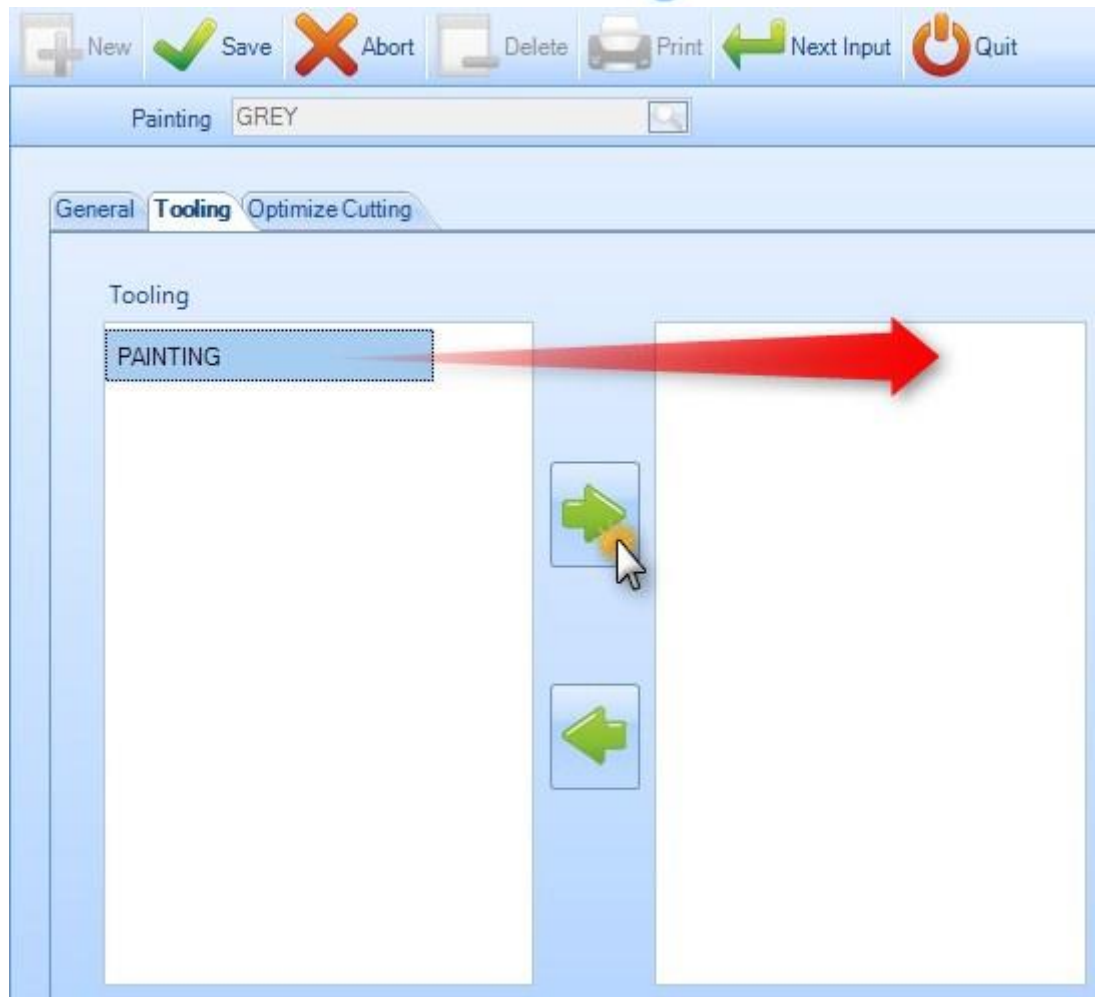 New Save Abort Delete Print Next Input Quit
Painting GREY
General Tooling Optimize Cutting
Tooling
PAINTING